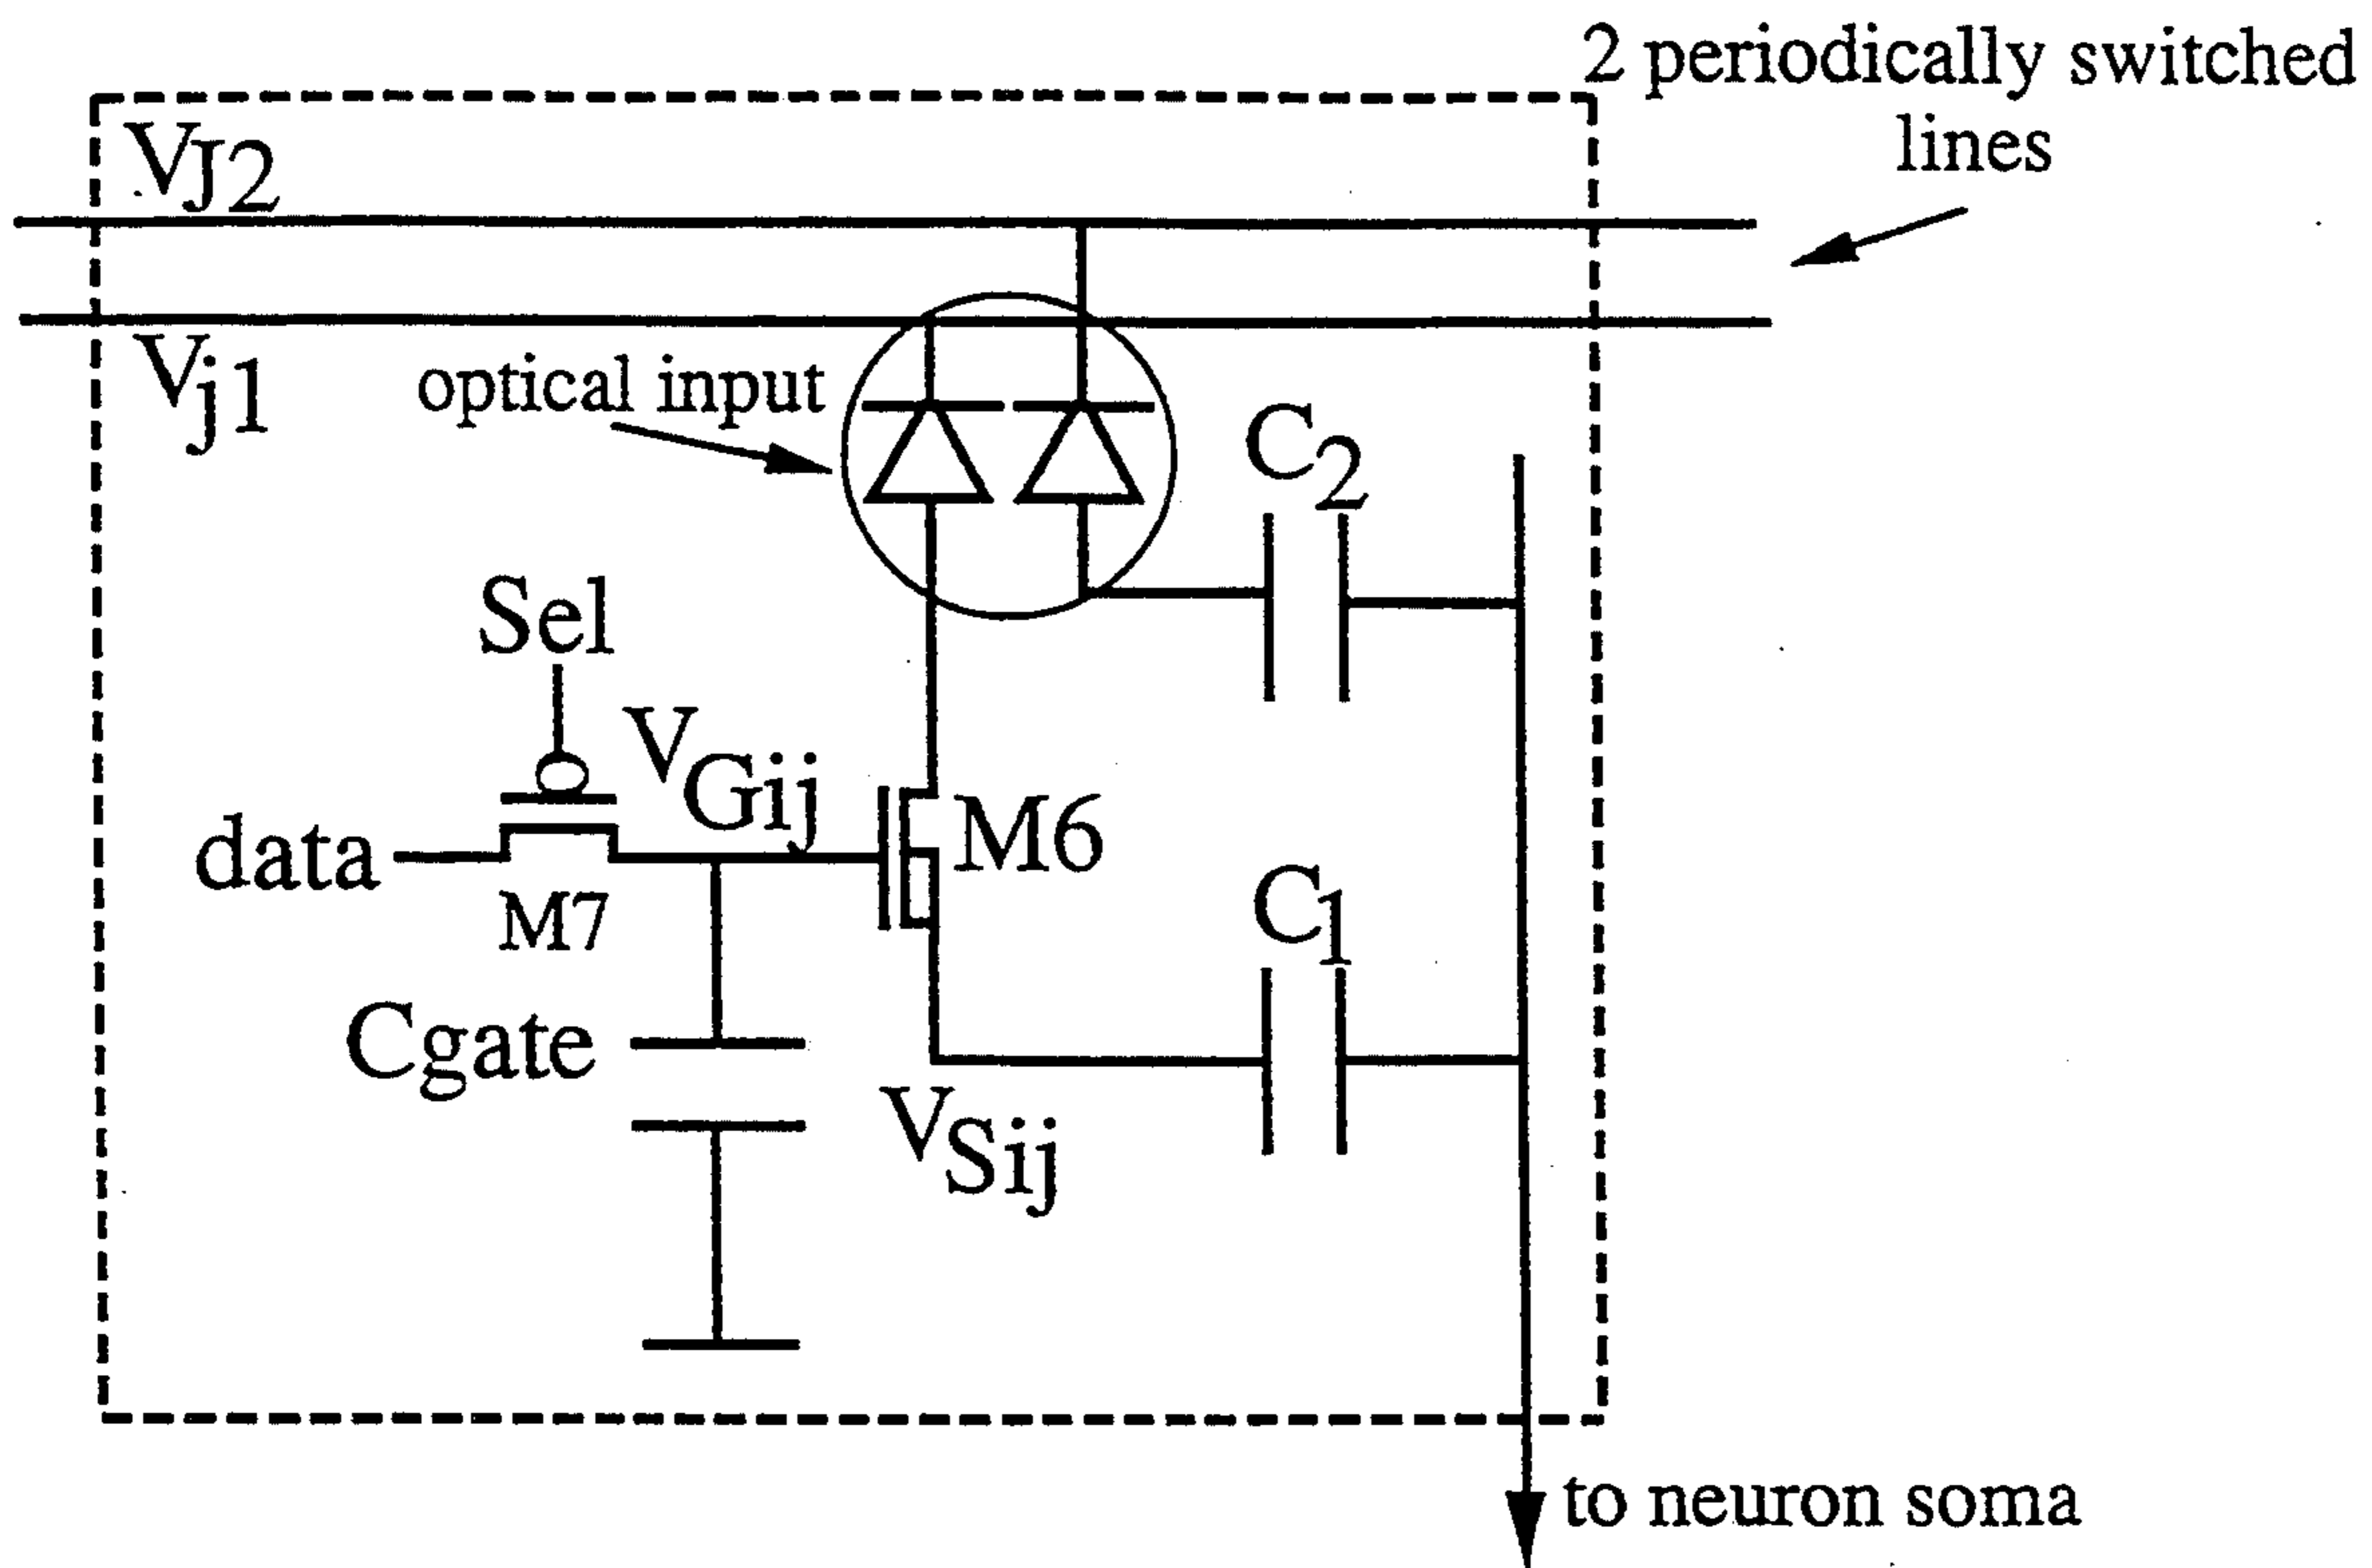 2 periodically switched
lines
VJ2
Vj1
optical input
C2
Sel
VGij
M6
data
M7
C1
Cgate
VSij
to neuron soma